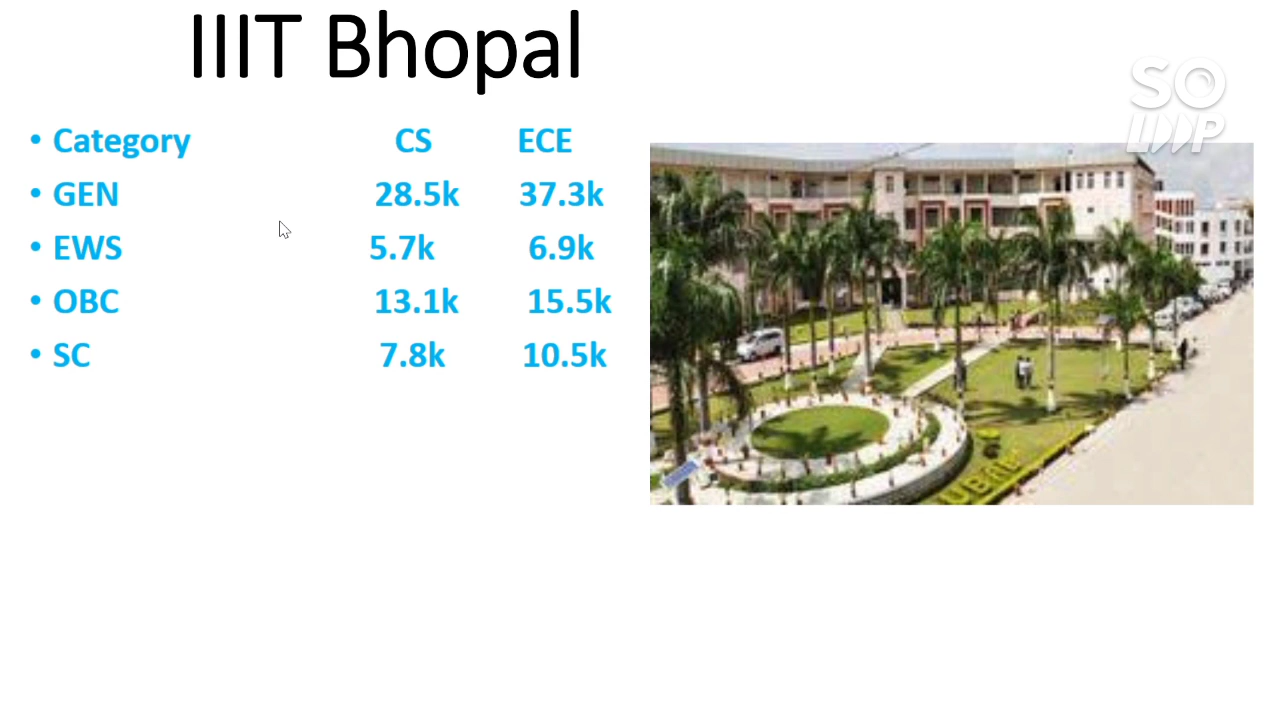 IIIT Bhopal
• Category CS ECE
• GEN 28.5k 37.3k
• EWS 5.7k 6.9k
• OBC 13.1k 15.5k
• SC 7.8k 10.5k
SO